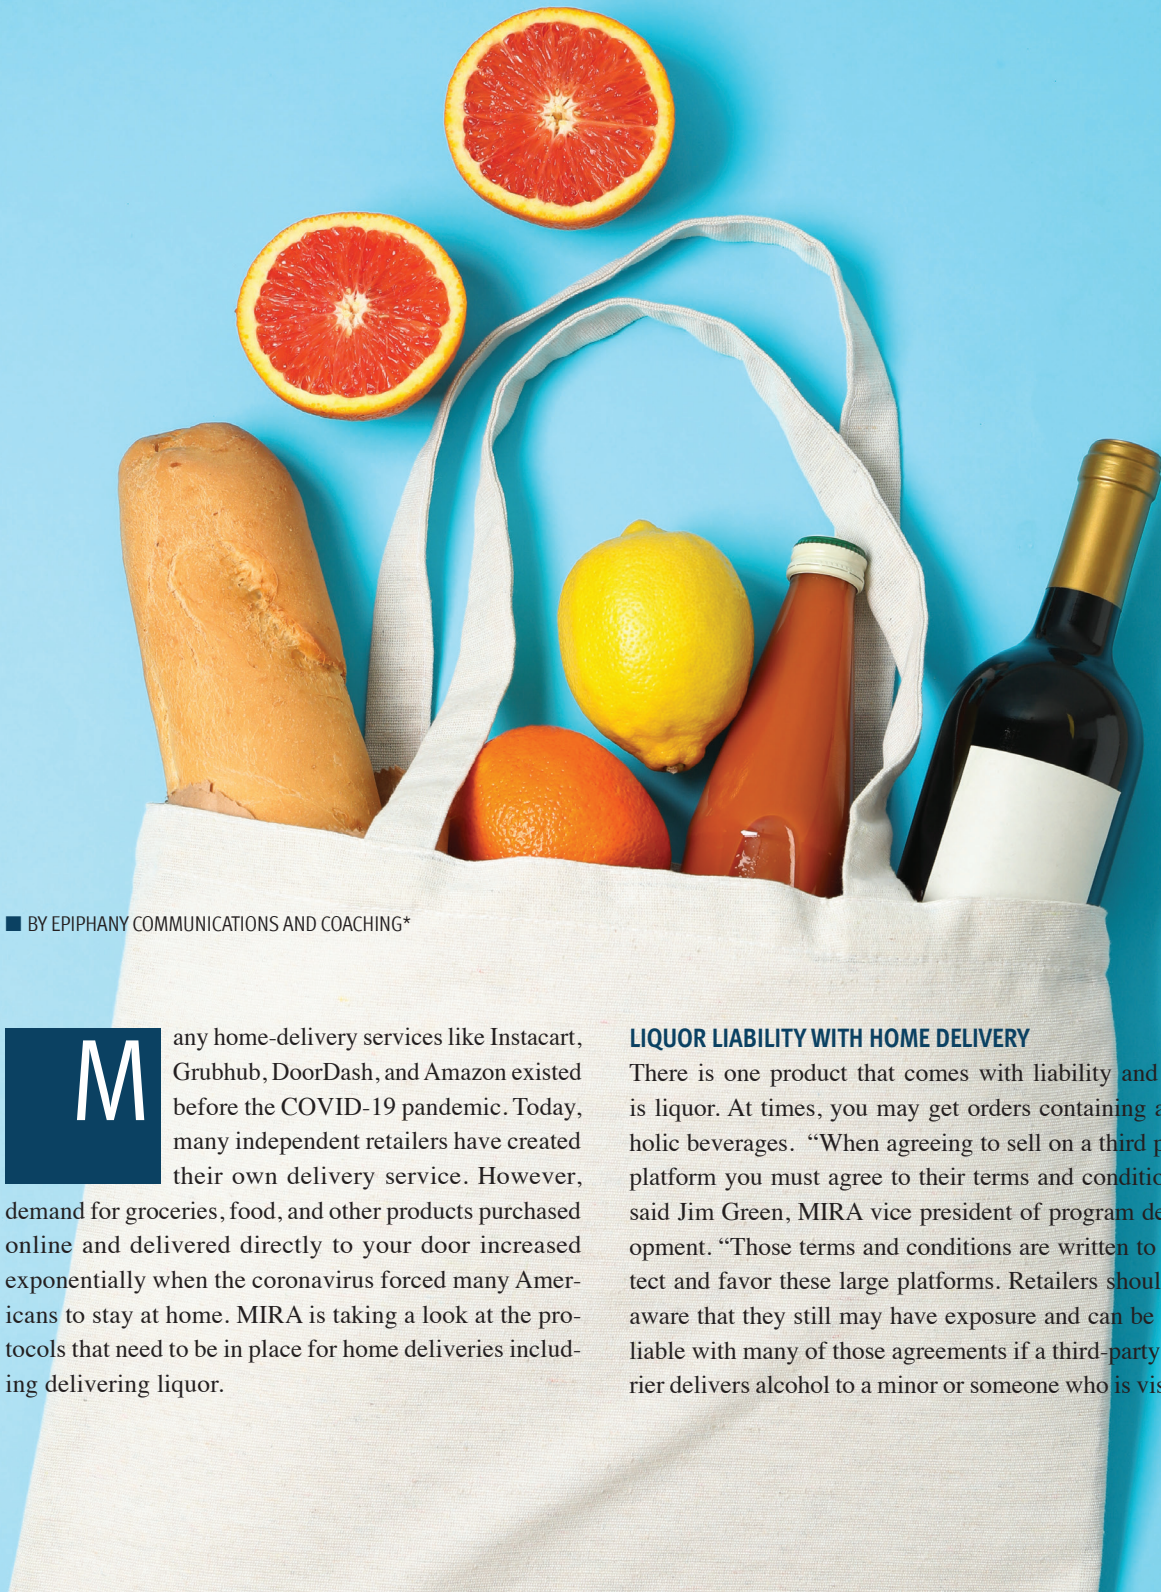 ■ BY EPIPHANY COMMUNICATIONS AND COACHING*
M
any home-delivery services like Instacart,
Grubhub, DoorDash, and Amazon existed
before the COVID-19 pandemic. Today,
many independent retailers have created
their own delivery service. However,
demand for groceries, food, and other products purchased
online and delivered directly to your door increased
exponentially when the coronavirus forced many Amer-
icans to stay at home. MIRA is taking a look at the pro-
tocols that need to be in place for home deliveries includ-
ing delivering liquor.
LIQUOR LIABILITY WITH HOME DELIVERY
There is one product that comes with liability and
is liquor. At times, you may get orders containing
holic beverages. “When agreeing to sell on a third
platform you must agree to their terms and
said Jim Green, MIRA vice president of program
opment. “Those terms and conditions are written to
tect and favor these large platforms. Retailers
aware that they still may have exposure and can be
liable with many of those agreements if a third-party
rier delivers alcohol to a minor or someone who is